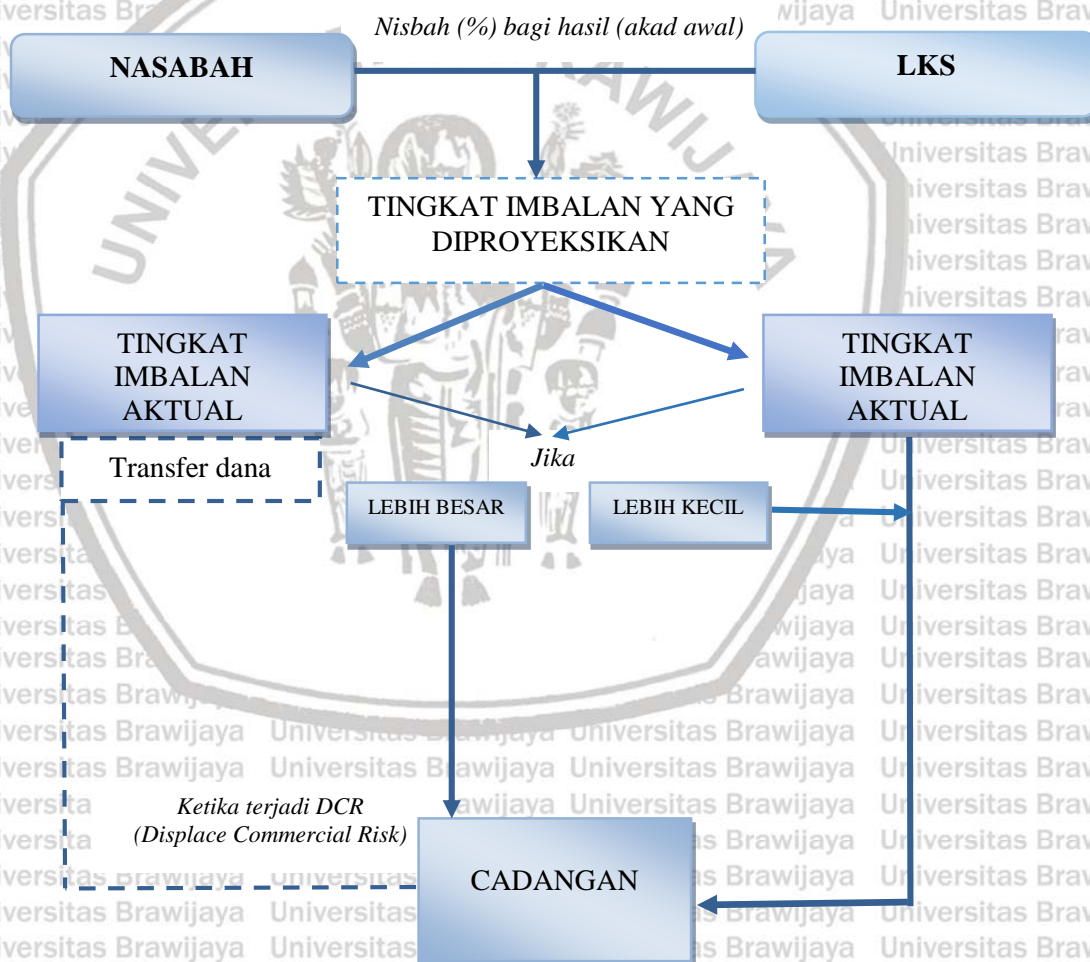 Nisbah (%) bagi hasil (akad awal)
NASABAH
LKS
TINGKAT IMBALAN YANG
DIPROYEKSIKAN
TINGKAT
IMBALAN
AKTUAL
TINGKAT
IMBALAN
AKTUAL
Transfer dana
Jika
LEBIH BESAR
LEBIH KECIL
Ketika terjadi DCR
(Displace Commercial Risk)
CADANGAN